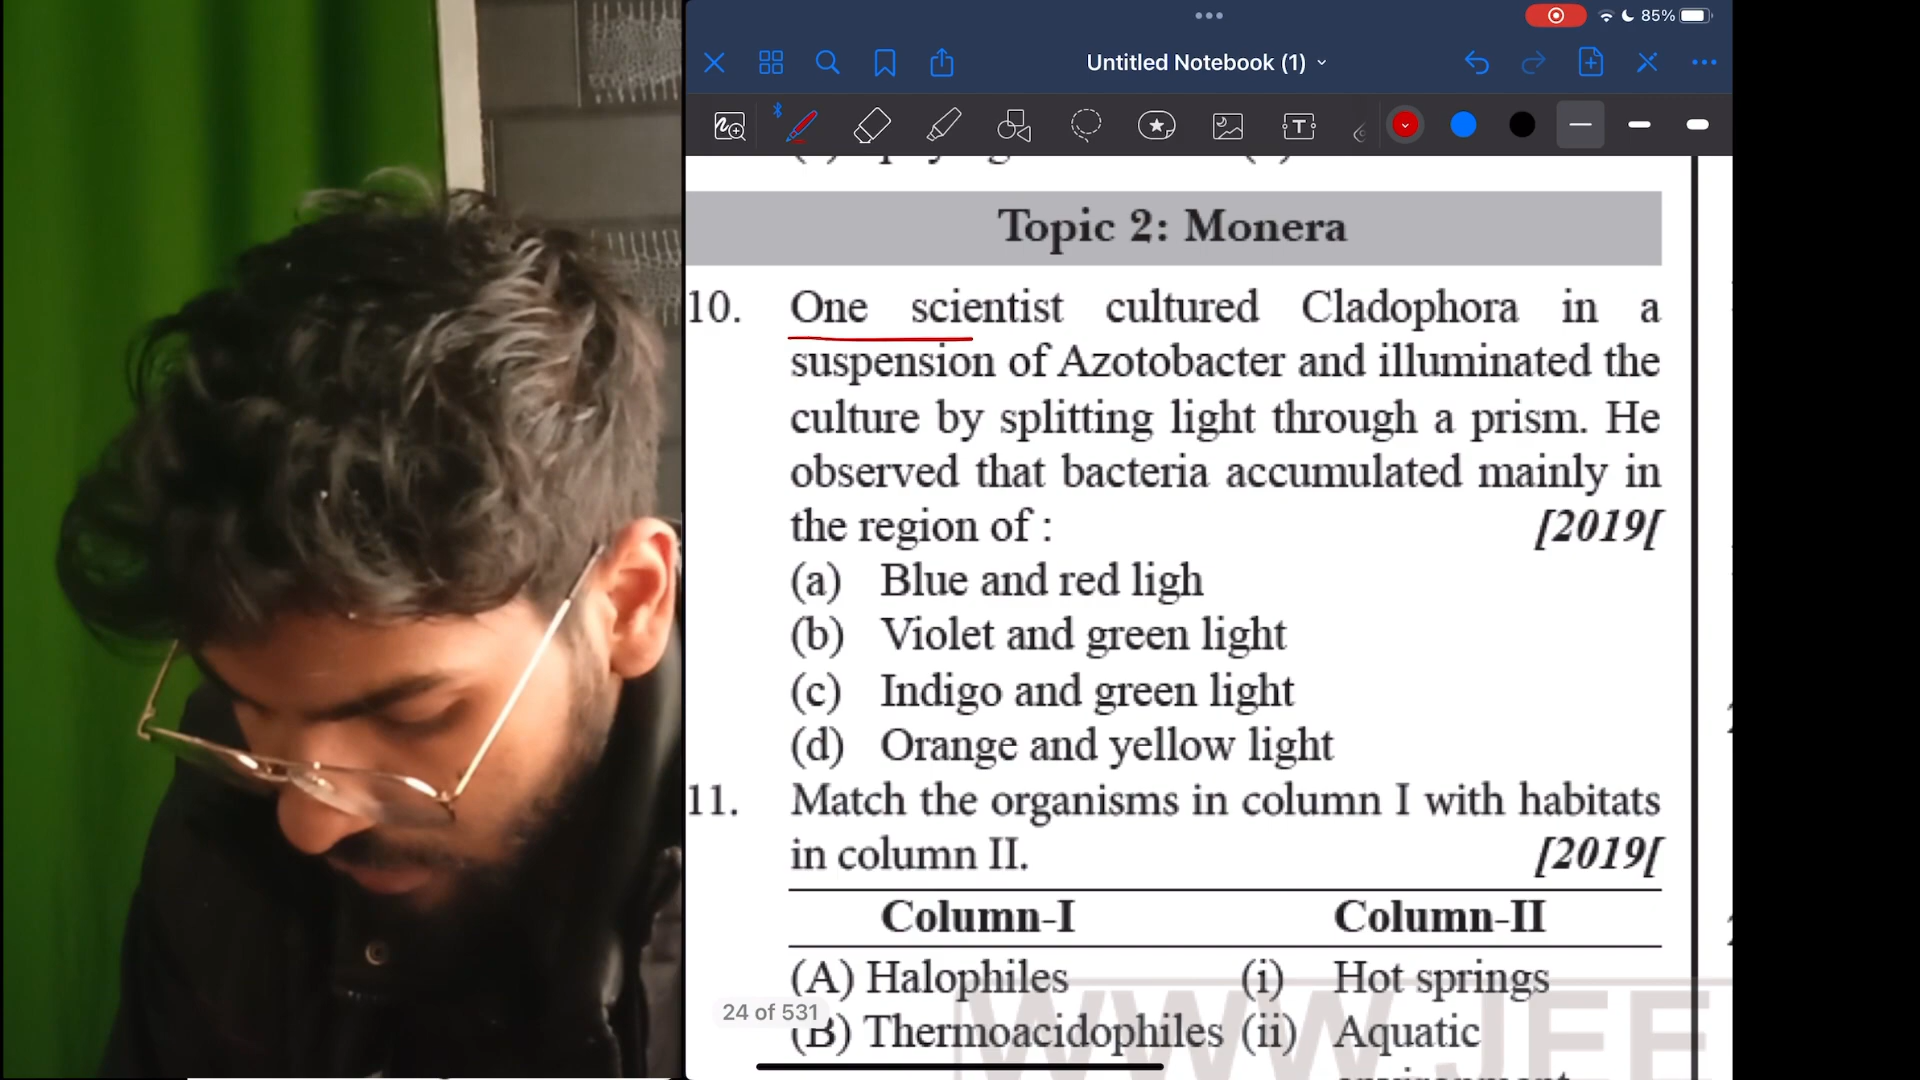 85%
Untitled Notebook (1)
Topic 2: Monera
10. One scientist cultured Cladophora in a
suspension of Azotobacter and illuminated the
culture by splitting light through a prism. He
observed that bacteria accumulated mainly in
the region of : [2019[
(a) Blue and red ligh
(b) Violet and green light
(c) Indigo and green light
(d) Orange and yellow light
11. Match the organisms in column I with habitats
in column II. [2019[
Column-I Column-II
(A) Halophiles (i) Hot springs
24 of 531
(B) Thermoacidophiles (ii) Aquatic
WWW.JEE